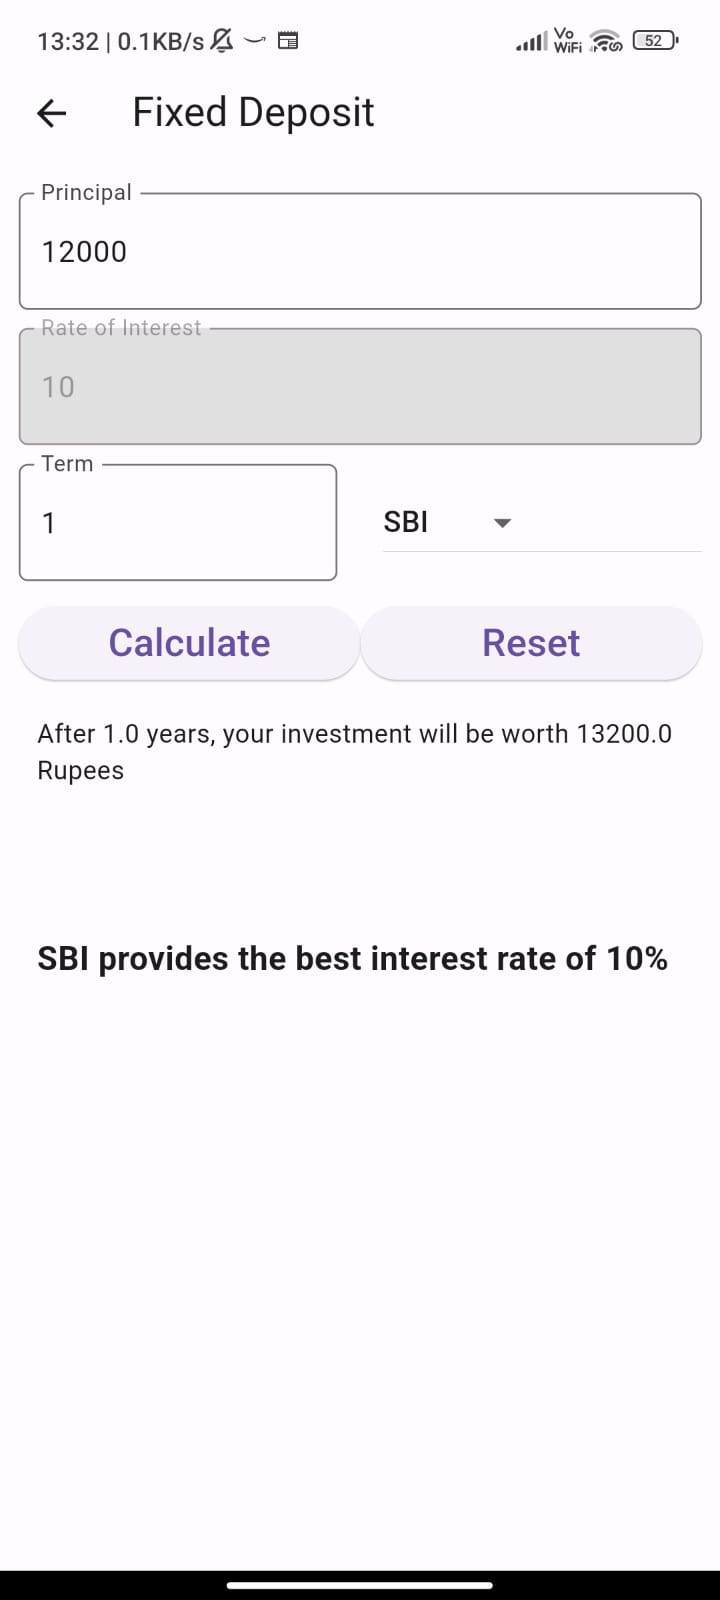 13:32 | 0.1KB/s Vo WiFi 52
Fixed Deposit
Principal
12000
Rate of Interest
10
Term
1
SBI
Calculate Reset
After 1.0 years, your investment will be worth 13200.0
Rupees
SBI provides the best interest rate of 10%